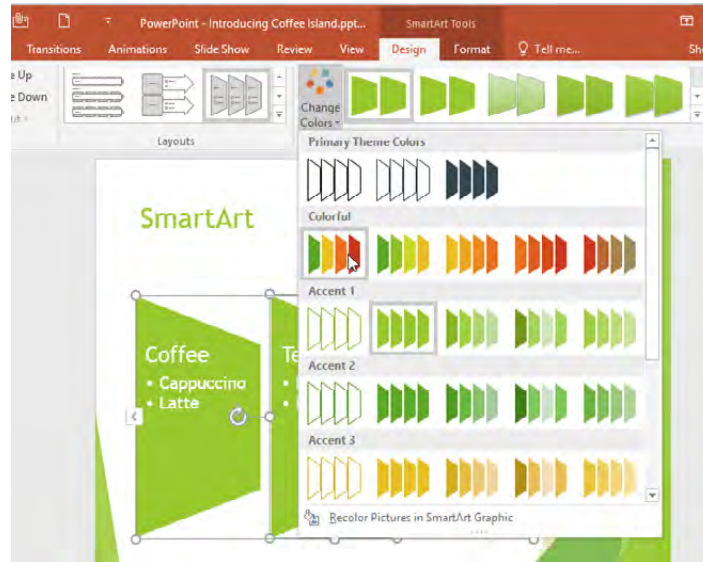 PowerPoint - Introducing Coffee Island.ppt...
SmartArt Tools
Transitions Animations Slide Show Review View Design Format Tell me... Sh
e Up
e Down
Change
Colors
Layouts
Primary Theme Colors
Colorful
Accent 1
Accent 2
Accent 3
Recolor Pictures in SmartArt Graphic
SmartArt
Coffee
• Cappuccino
• Latte
Te